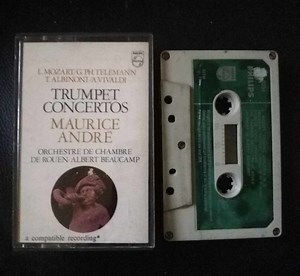 L. MOZART/G. PH. TELEMANN
T. ALBINONI-A. VIVALDI
PHILIPS
TRUMPET
CONCERTOS
MAURICE
ANDRÉ
ORCHESTRE DE CHAMBRE
DE ROUEN/ALBERT BEAUCAMP
a compatible recording*
PHILIPS